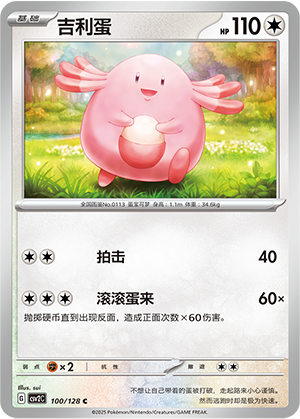 基础 吉利蛋 HP 110
全国图鉴No.0113 蛋宝可梦 身高：1.1m 体重：34.6kg
拍击 40
滚滚蛋来 60×
抛掷硬币直到出现反面，造成正面次数×60伤害。
弱点 ×2 抗性 撤退
Illus. sui
G CSV2C 100/128 C
不想让自己带着的蛋被打破，走起路来小心谨慎。
然而逃跑时却是极为快速。
©2025 Pokémon/Nintendo/Creatures/GAME FREAK.